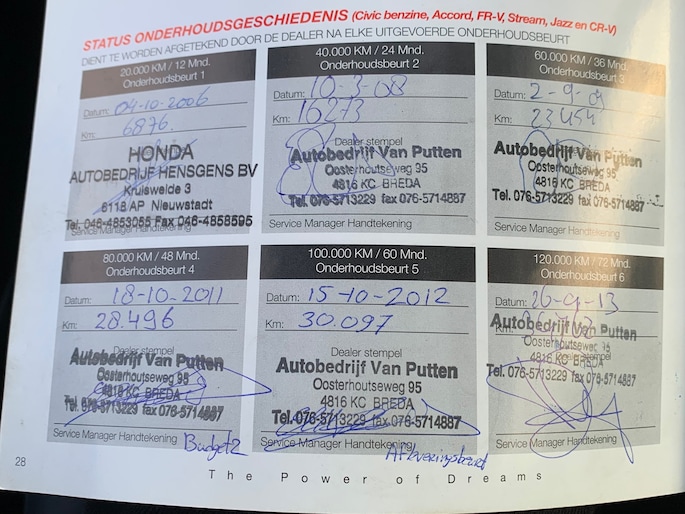 STATUS ONDERHOUDSGESCHIEDENIS (Civic benzine, Accord, FR-V, Stream, Jazz en CR-V)
DIENT TE WORDEN AFGETEKEND DOOR DE DEALER NA ELKE UITGEVOERDE ONDERHOUDSBEURT
20.000 KM / 12 Mnd.
Onderhoudsbeurt 1
Datum: 04-10-2006
Km: 6876.
HONDA
AUTOBEDRIJF HENSGENS BV
Kruisweide 3
6118 AP Nieuwstadt
Tel. 046-4853055 Fax 046-4858595
Service Manager Handtekening
40.000 KM / 24 Mnd.
Onderhoudsbeurt 2
Datum: 10-3-08
Km: 16273
Dealer stempel
Autobedrijf Van Putten
Oosterhoutseweg 95
4816 KC BREDA
Tel. 076-5713229 fax 076-5714887
Service Manager Handtekening
60.000 KM / 36 Mnd.
Onderhoudsbeurt 3
Datum: 2-9-09
Km: 23454
Autobedrijf Van Putten
Oosterhoutseweg 95
4816 KC BREDA
Tel. 076-5713229 fax 076-5714887
Service Manager Handtekening
80.000 KM / 48 Mnd.
Onderhoudsbeurt 4
Datum: 18-10-2011
Km: 28.496
Dealer stempel
Autobedrijf Van Putten
Oosterhoutseweg 95
4816 KC BREDA
Tel. 076-5713229 fax 076-5714887
Service Manager Handtekening
Budget 2
100.000 KM / 60 Mnd.
Onderhoudsbeurt 5
Datum: 15-10-2012
Km: 30.097
Dealer stempel
Autobedrijf Van Putten
Oosterhoutseweg 95
4816 KC BREDA
Tel. 076-5713229 fax 076-5714887
Service Manager Handtekening
Afleveringsbeurt
120.000 KM / 72 Mnd.
Onderhoudsbeurt 6
Datum: 26-9-13
Km:
Autobedrijf Van Putten
Oosterhoutseweg 95
4816 KC BREDA
Tel. 076-5713229 fax 076-5714887
Service Manager Handtekening
28
The Power of Dreams